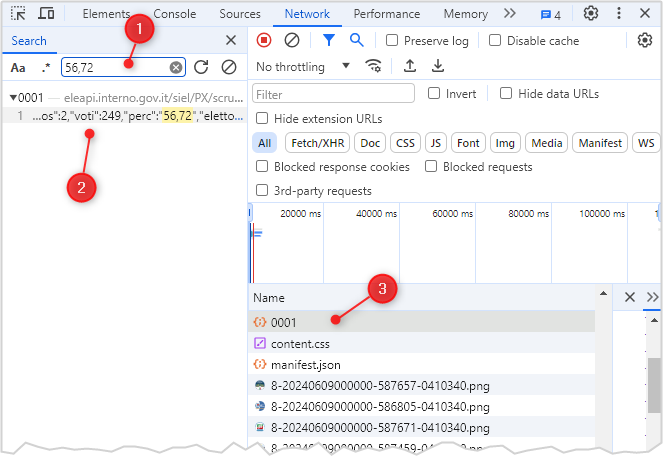 Elements Console Sources Network Performance Memory 4
Search
1
Preserve log Disable cache
Aa .* 56,72
No throttling
0001 — eleapi.interno.gov.it/siel/PX/scru...
1 ...os":2,"voti":249,"perc":"56,72","eletto...
2
Filter Invert Hide data URLs
Hide extension URLs
All Fetch/XHR Doc CSS JS Font Img Media Manifest WS
Blocked response cookies Blocked requests
3rd-party requests
20000 ms 40000 ms 60000 ms 80000 ms 100000 ms
3
Name
0001
content.css
manifest.json
8-20240609000000-587657-0410340.png
8-20240609000000-586805-0410340.png
8-20240609000000-587671-0410340.png
8-20240609000000-587459-0410340.png